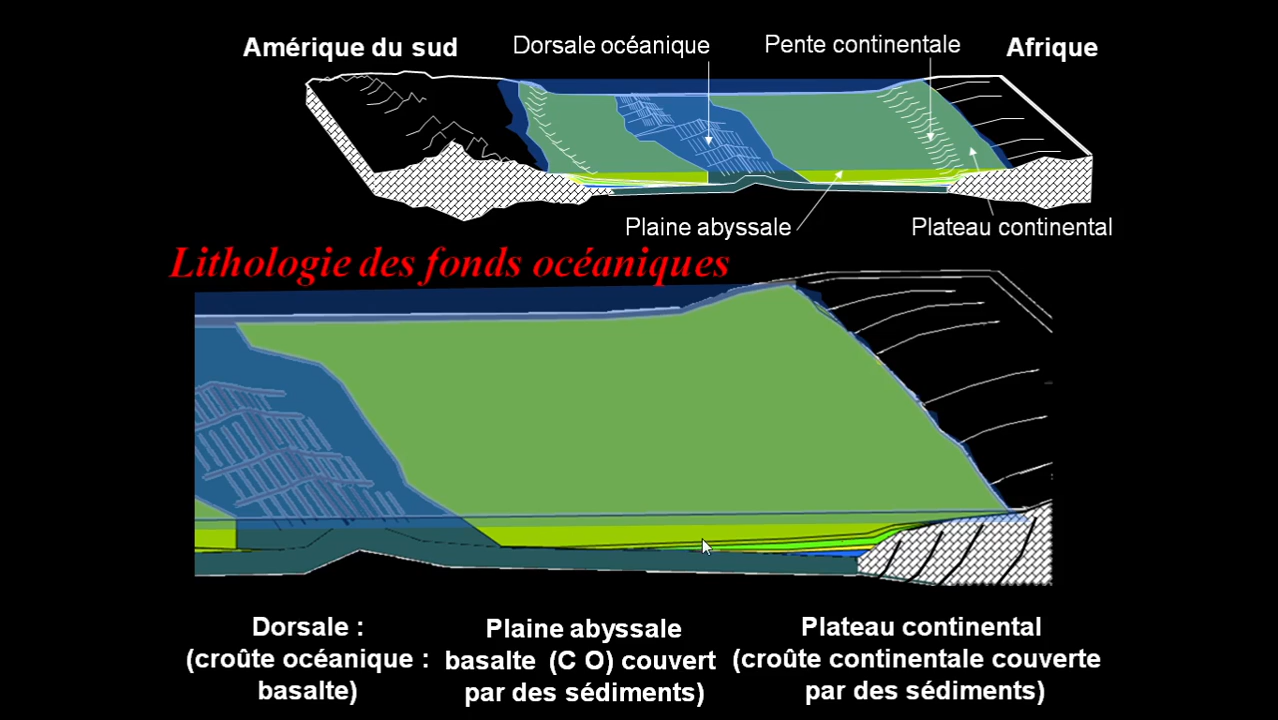 Amérique du sud
Dorsale océanique
Pente continentale
Afrique
Plaine abyssale
Plateau continental
Lithologie des fonds océaniques
Dorsale :
(croûte océanique :
basalte)
Plaine abyssale
basalte (C O) couvert
par des sédiments)
Plateau continental
(croûte continentale couverte
par des sédiments)